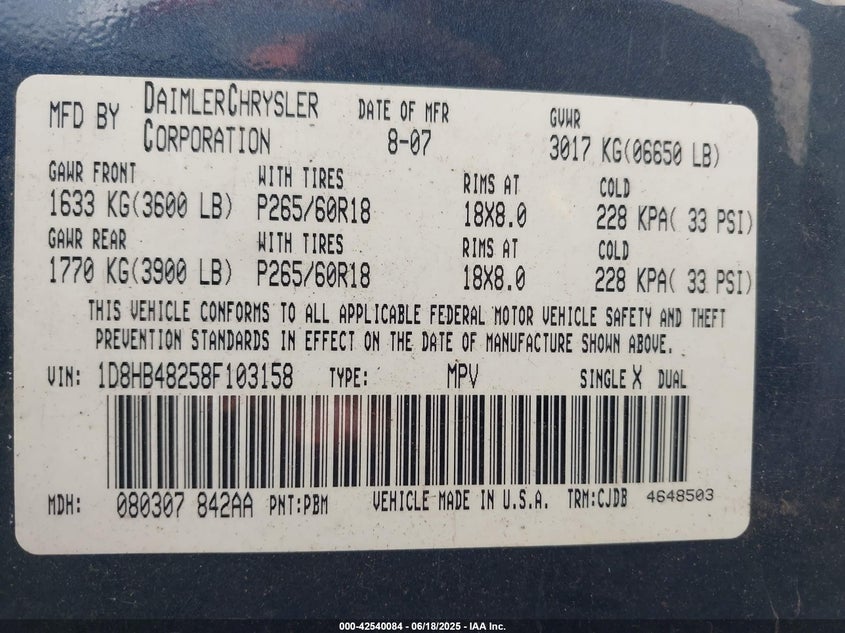 MFD BY DAIMLERCHRYSLER CORPORATION DATE OF MFR 8-07 GVWR 3017 KG(06650 LB)
GAWR FRONT WITH TIRES RIMS AT COLD
1633 KG(3600 LB) P265/60R18 18X8.0 228 KPA( 33 PSI)
GAWR REAR WITH TIRES RIMS AT COLD
1770 KG(3900 LB) P265/60R18 18X8.0 228 KPA( 33 PSI)
THIS VEHICLE CONFORMS TO ALL APPLICABLE FEDERAL MOTOR VEHICLE SAFETY AND THEFT
PREVENTION STANDARDS IN EFFECT ON THE DATE OF MANUFACTURE SHOWN ABOVE.
VIN: 1D8HB48258F103158 TYPE: MPV SINGLE X DUAL
MDH: 080307 842AA PNT:PBM VEHICLE MADE IN U.S.A. TRM:CJDB 4648503
000-42540084 - 06/18/2025 - IAA Inc.